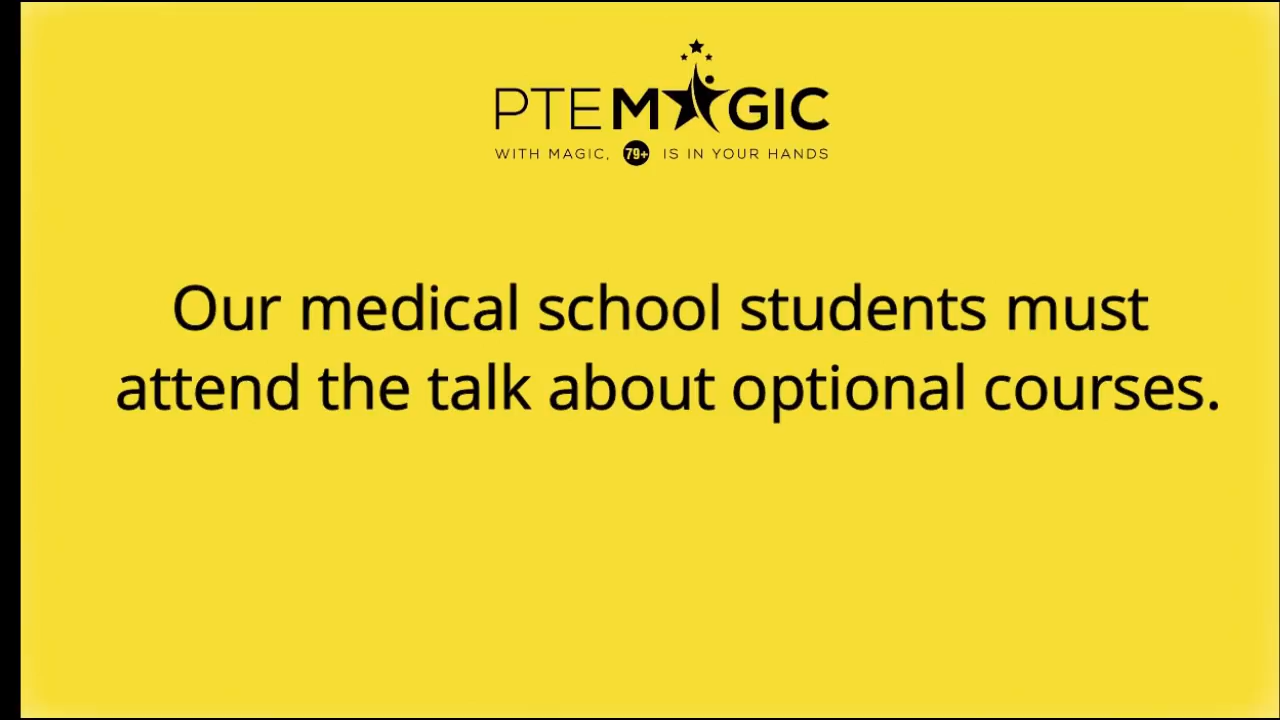 PTEMAGIC
WITH MAGIC, 79+ IS IN YOUR HANDS
Our medical school students must
attend the talk about optional courses.